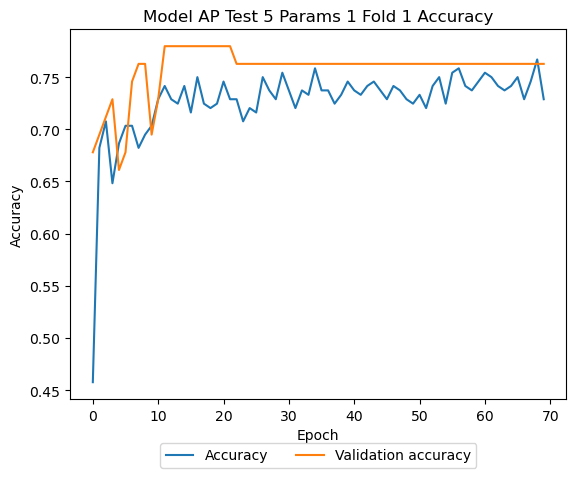 Model AP Test 5 Params 1 Fold 1 Accuracy
Accuracy
0.75
0.70
0.65
0.60
0.55
0.50
0.45
0 10 20 30 40 50 60 70
Epoch
Accuracy Validation accuracy